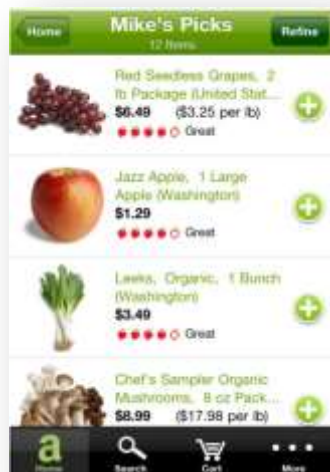 Home
Mike's Picks
12 Items
Refine
Red Seedless Grapes, 2
lb Package (United Stat...
$6.49 ($3.25 per lb)
Great
Jazz Apple, 1 Large
Apple (Washington)
$1.29
Great
Leeks, Organic, 1 Bunch
(Washington)
$3.49
Great
Chef's Sampler Organic
Mushrooms, 8 oz Pack...
$8.99 ($17.98 per lb)
a
Home
Search
Cart
More